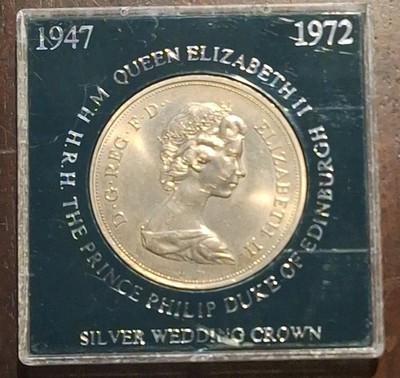 1947 1972
H.M QUEEN ELIZABETH II
H.R.H. THE PRINCE PHILIP DUKE OF EDINBURGH
D·G·REG·F·D· ELIZABETH II
SILVER WEDDING CROWN